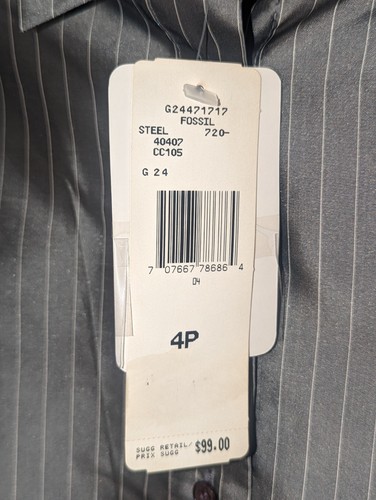 G24471717
FOSSIL
STEEL 720-
40407
CC105
G 24
7 07667 78686 4
04
4P
SUGG RETAIL/
PRIX SUGG $99.00